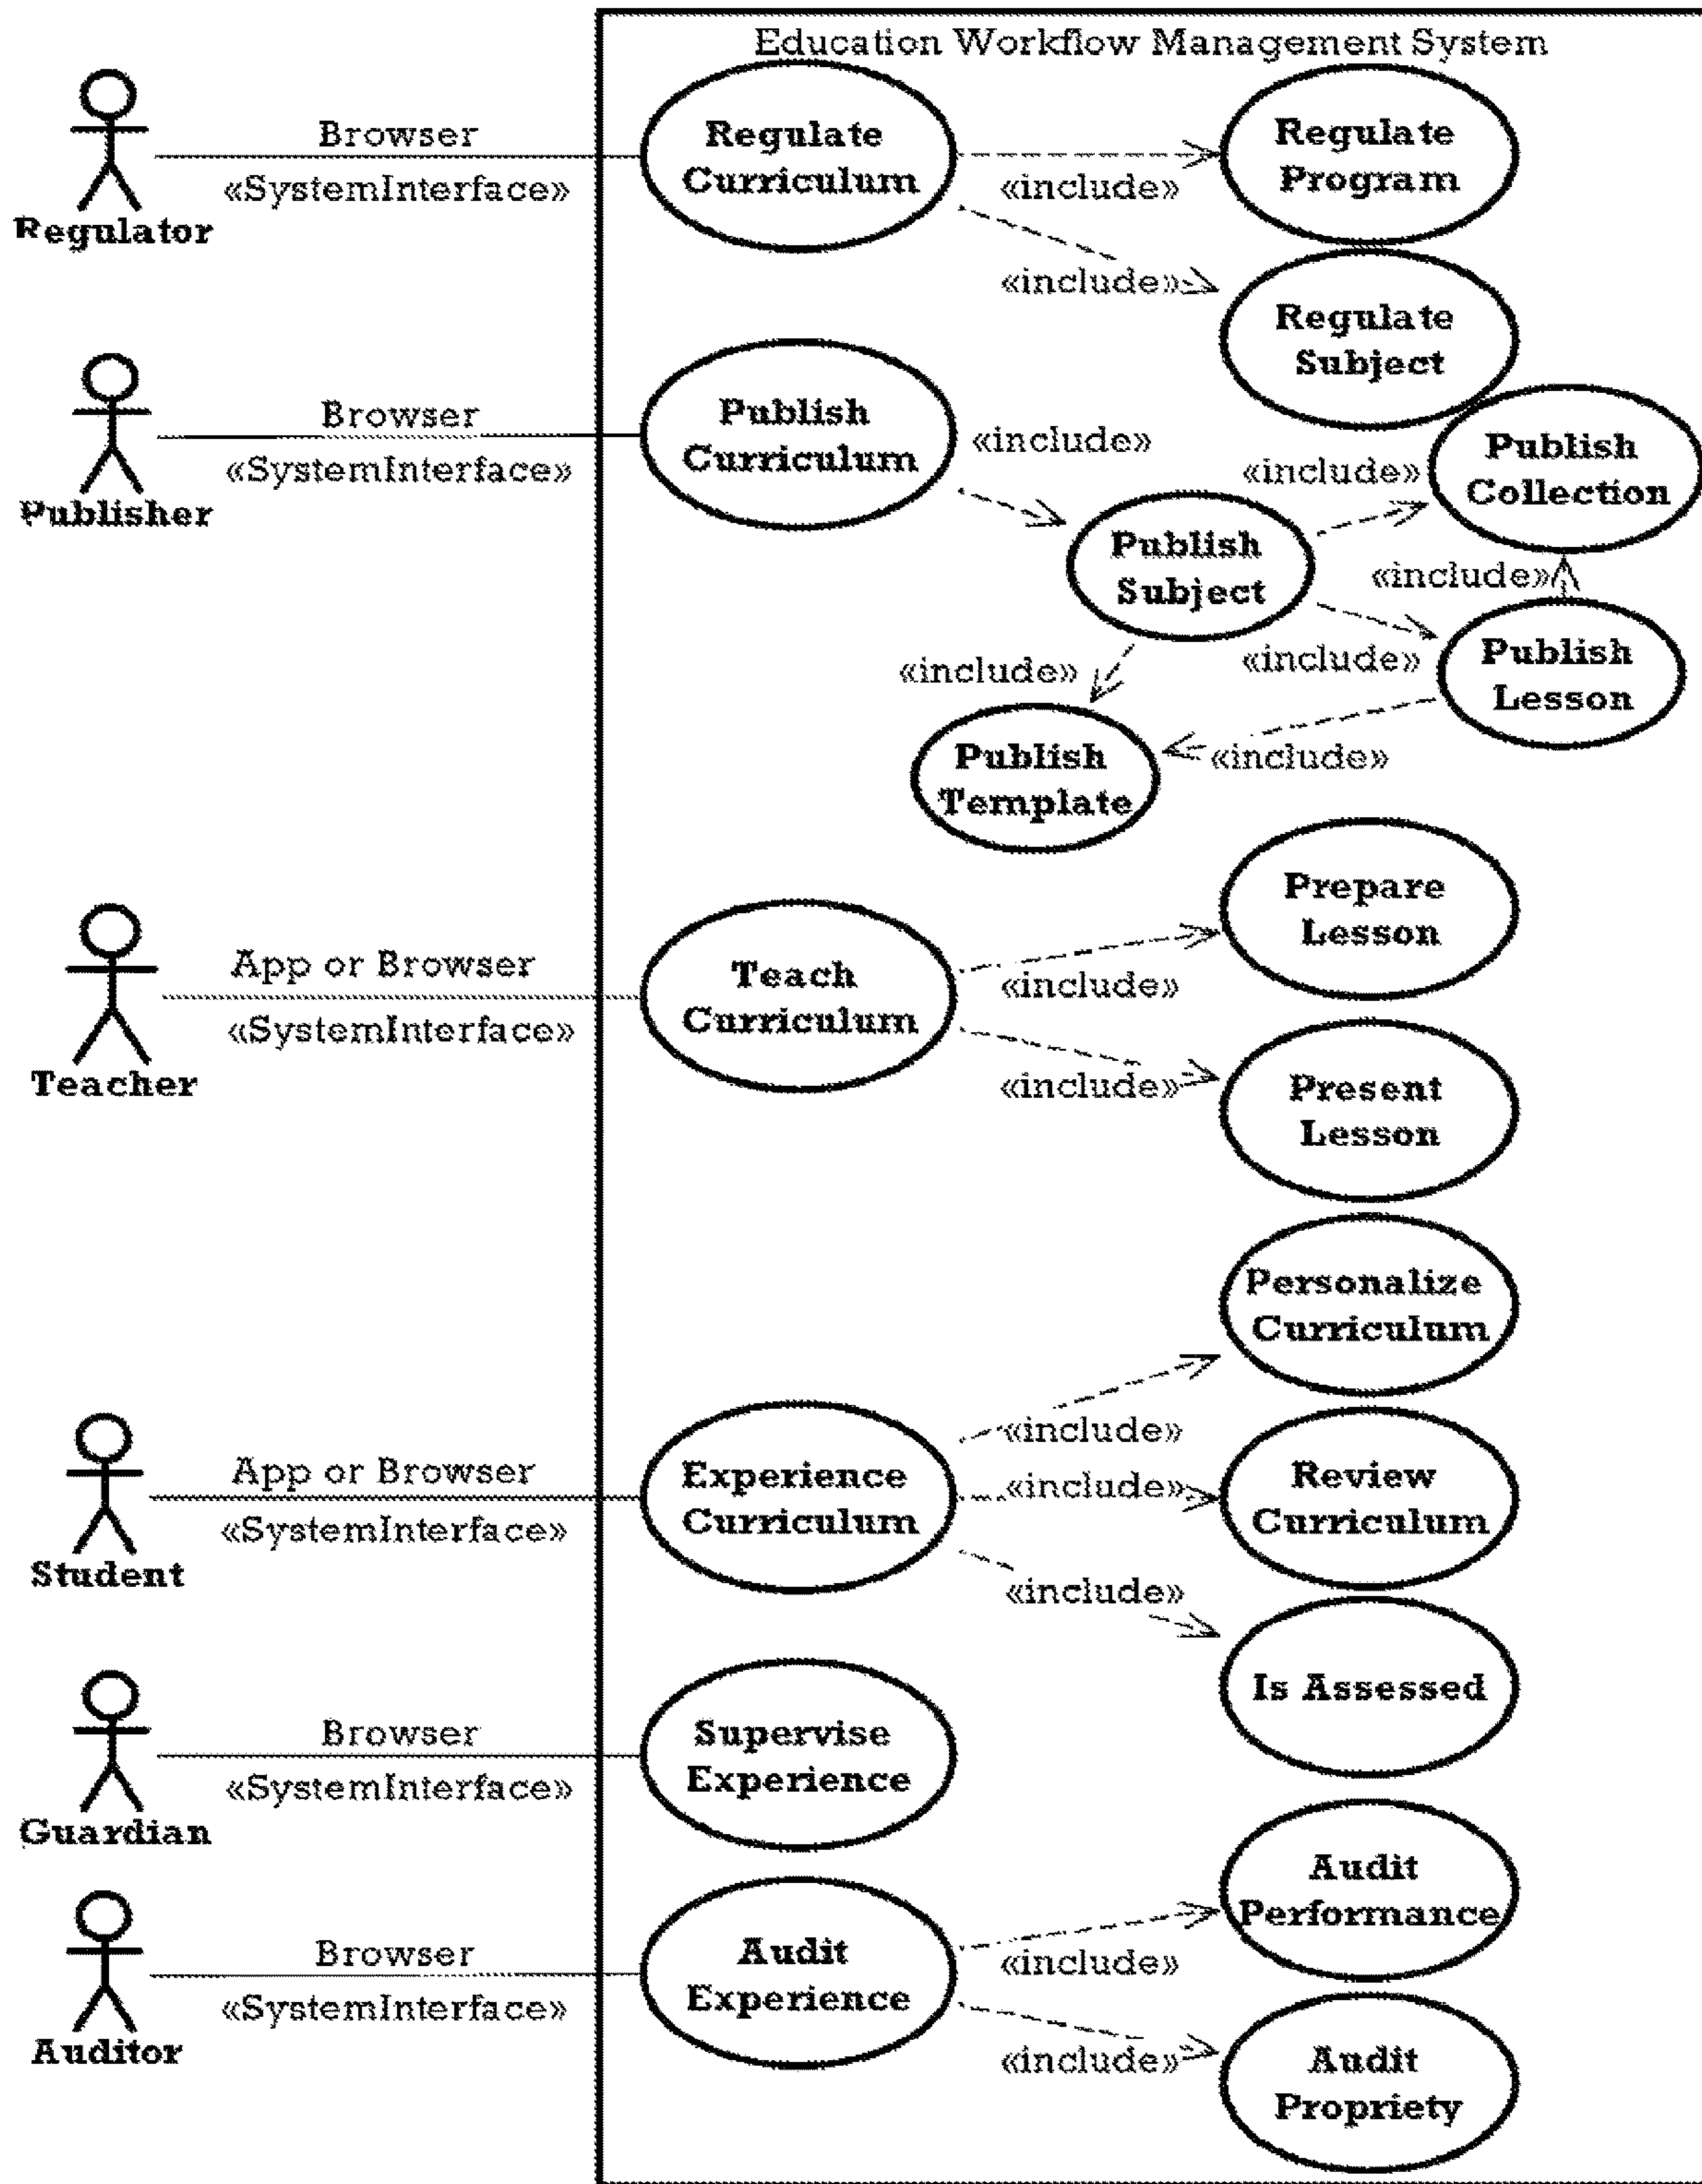 Education Workflow Management System
Browser
«SystemInterface»
Regulator
Regulate
Curriculum
«include»
Regulate
Program
«include»
Regulate
Subject
Browser
«SystemInterface»
Publisher
Publish
Curriculum
«include»
Publish
Subject
«include»
Publish
Collection
«include»
«include»
Publish
Lesson
«include»
«include»
Publish
Template
App or Browser
«SystemInterface»
Teacher
Teach
Curriculum
«include»
Prepare
Lesson
«include»
Present
Lesson
App or Browser
«SystemInterface»
Student
Experience
Curriculum
«include»
Personalize
Curriculum
«include»
Review
Curriculum
«include»
Is Assessed
Browser
«SystemInterface»
Guardian
Supervise
Experience
Browser
«SystemInterface»
Auditor
Audit
Experience
«include»
Audit
Performance
«include»
Audit
Propriety